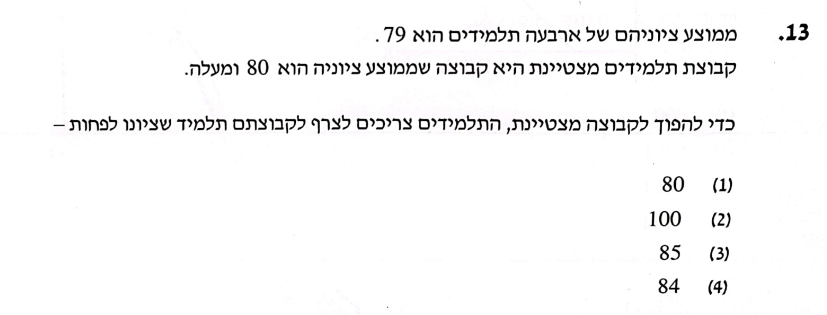 13. ממוצע ציוניהם של ארבעה תלמידים הוא 79 .
קבוצת תלמידים מצטיינת היא קבוצה שממוצע ציוניה הוא 80 ומעלה.
כדי להפוך לקבוצה מצטיינת, התלמידים צריכים לצרף לקבוצתם תלמיד שציונו לפחות –
(1) 80
(2) 100
(3) 85
(4) 84